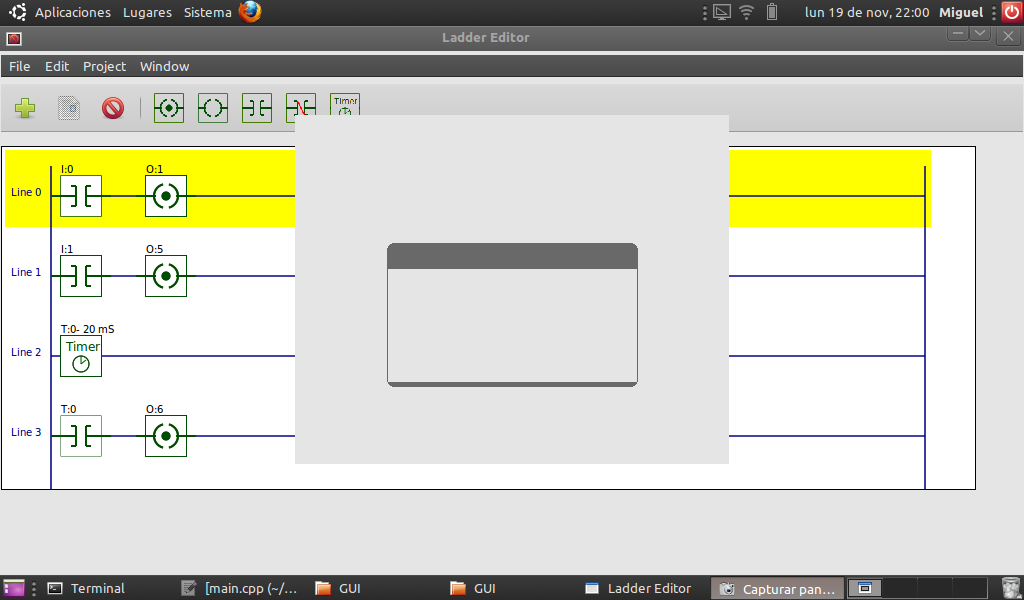 Aplicaciones Lugares Sistema lun 19 de nov, 22:00 Miguel
Ladder Editor
File Edit Project Window
Timer
I:0 O:1
Line 0
I:1 O:5
Line 1
T:0- 20 mS
Line 2 Timer
T:0 O:6
Line 3
Terminal [main.cpp (~/... GUI GUI Ladder Editor Capturar pan...